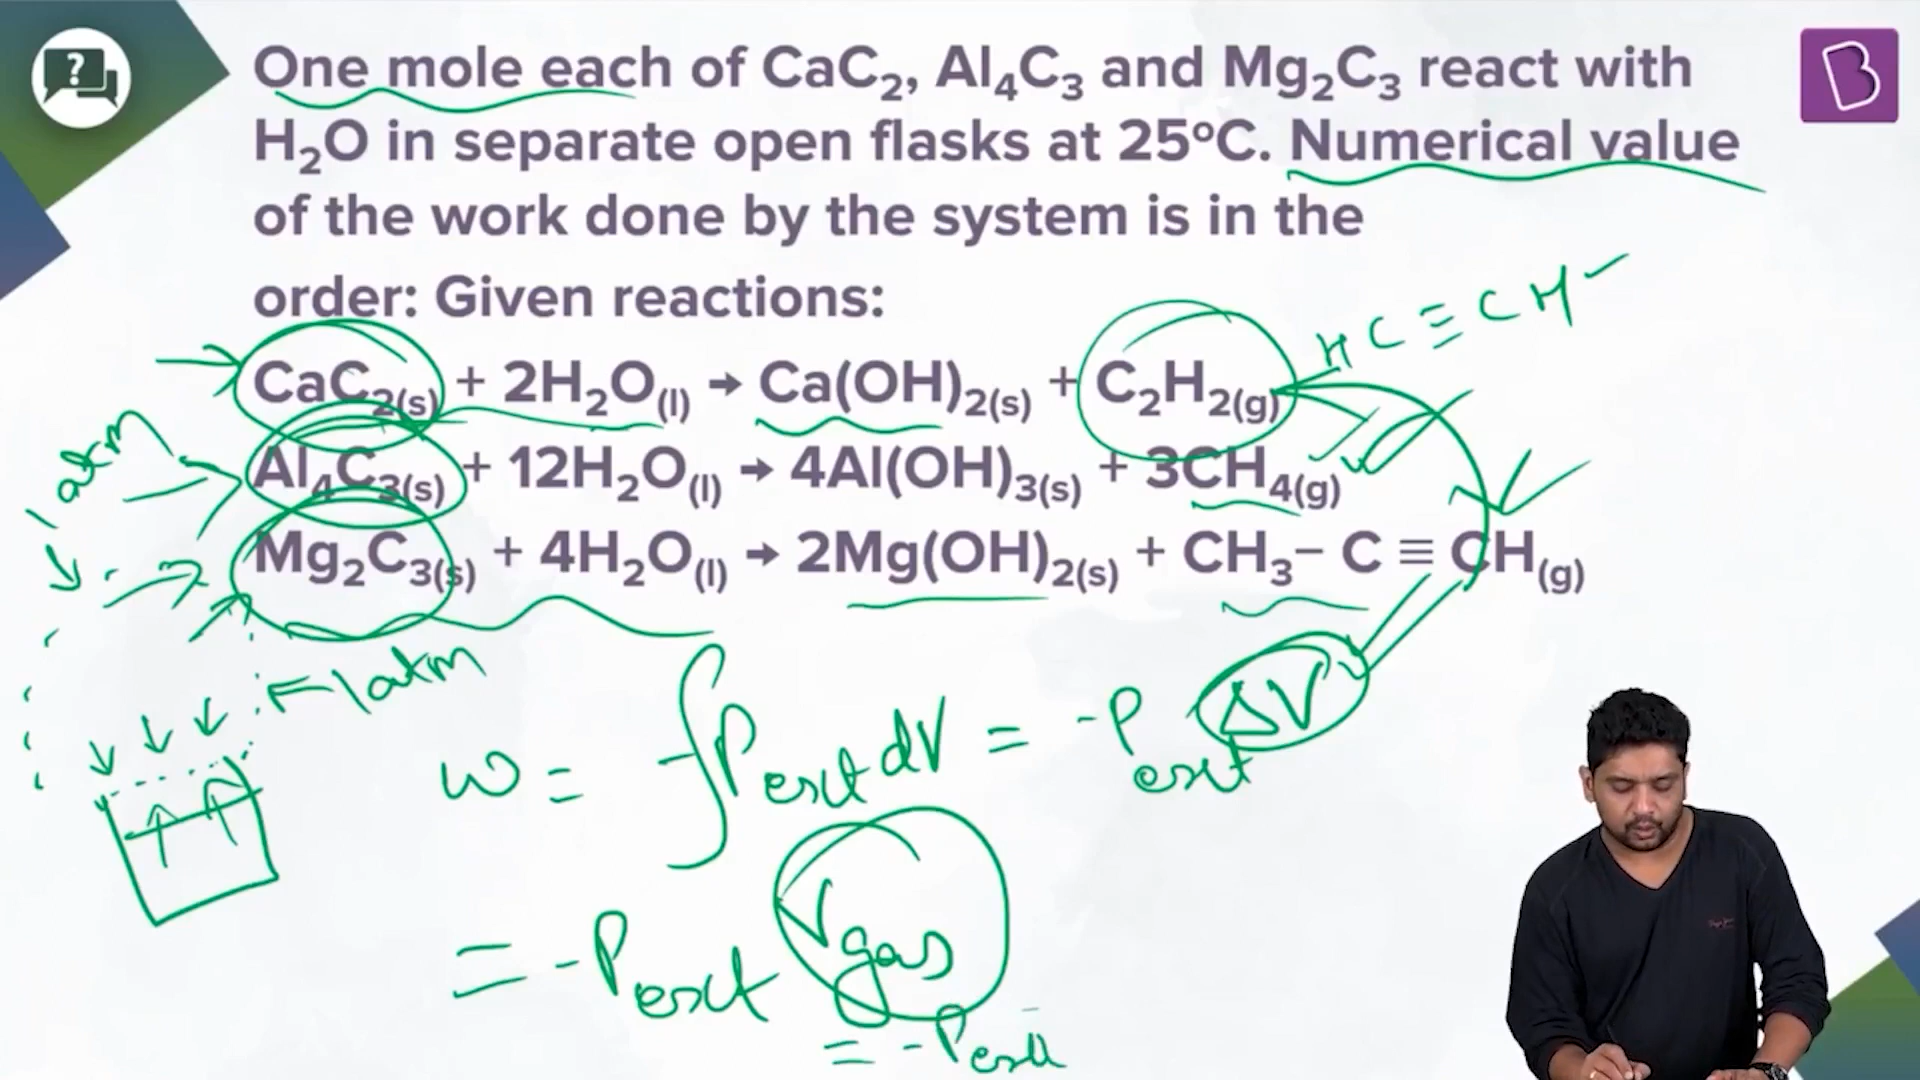 One mole each of CaC₂, Al₄C₃ and Mg₂C₃ react with
H₂O in separate open flasks at 25°C. Numerical value
of the work done by the system is in the
order: Given reactions:
HC≡CH
CaC₂(s) + 2H₂O(l) → Ca(OH)₂(s) + C₂H₂(g)
1 atm
Al₄C₃(s) + 12H₂O(l) → 4Al(OH)₃(s) + 3CH₄(g)
Mg₂C₃(s) + 4H₂O(l) → 2Mg(OH)₂(s) + CH₃– C ≡ CH(g)
1 atm
w = ∫-Pext dV = -Pext ΔV
= -Pext Vgas
= -Pext
?
B